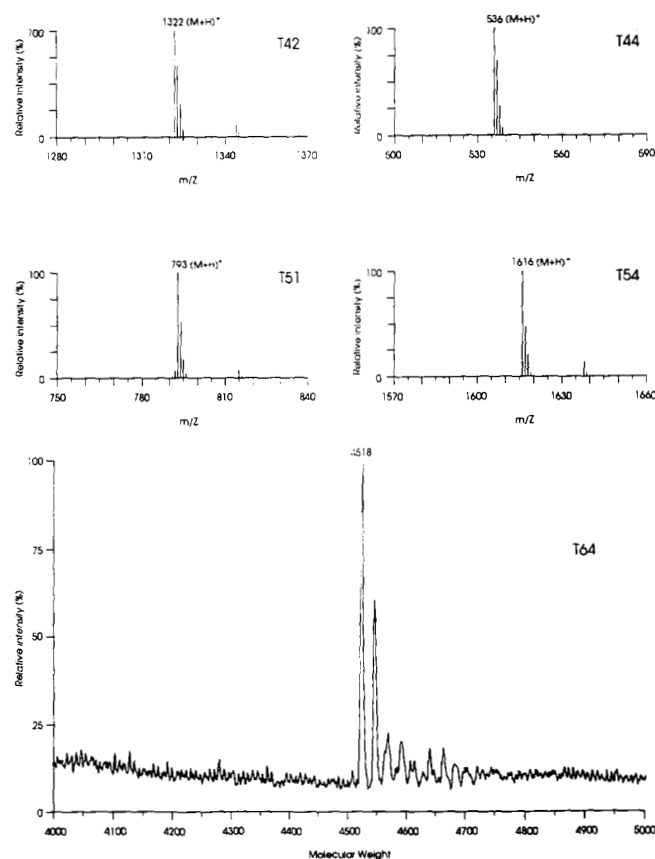 1322 (M+H)⁺
T42
100
Relative intensity (%)
0
1280 1310 1340 1370
m/Z
536 (M+H)⁺
T44
100
Relative intensity (%)
0
500 530 560 590
m/Z
793 (M+H)⁺
T51
100
Relative intensity (%)
0
750 780 810 840
m/Z
1616 (M+H)⁺
T54
100
Relative intensity (%)
0
1570 1600 1630 1660
m/Z
4518
T64
100
75
50
25
0
Relative intensity (%)
4000 4100 4200 4300 4400 4500 4600 4700 4800 4900 5000
Molecular Weight